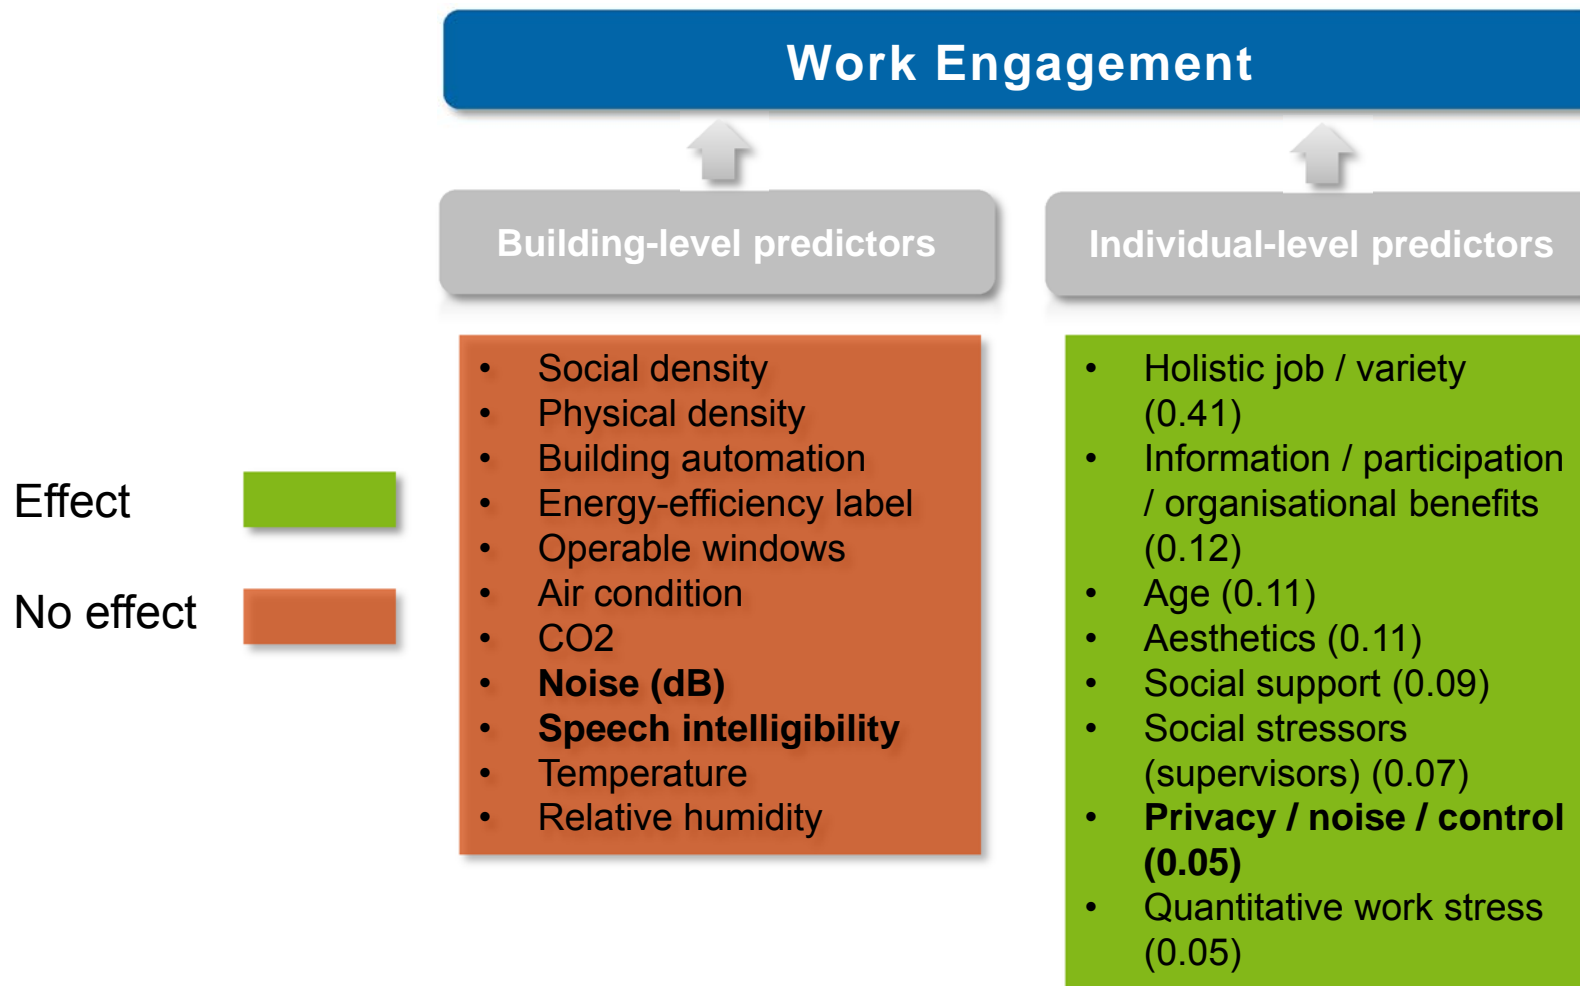 Work Engagement
Building-level predictors
Individual-level predictors
Effect
No effect
• Social density
• Physical density
• Building automation
• Energy-efficiency label
• Operable windows
• Air condition
• CO2
• Noise (dB)
• Speech intelligibility
• Temperature
• Relative humidity
• Holistic job / variety
(0.41)
• Information / participation
/ organisational benefits
(0.12)
• Age (0.11)
• Aesthetics (0.11)
• Social support (0.09)
• Social stressors
(supervisors) (0.07)
• Privacy / noise / control
(0.05)
• Quantitative work stress
(0.05)